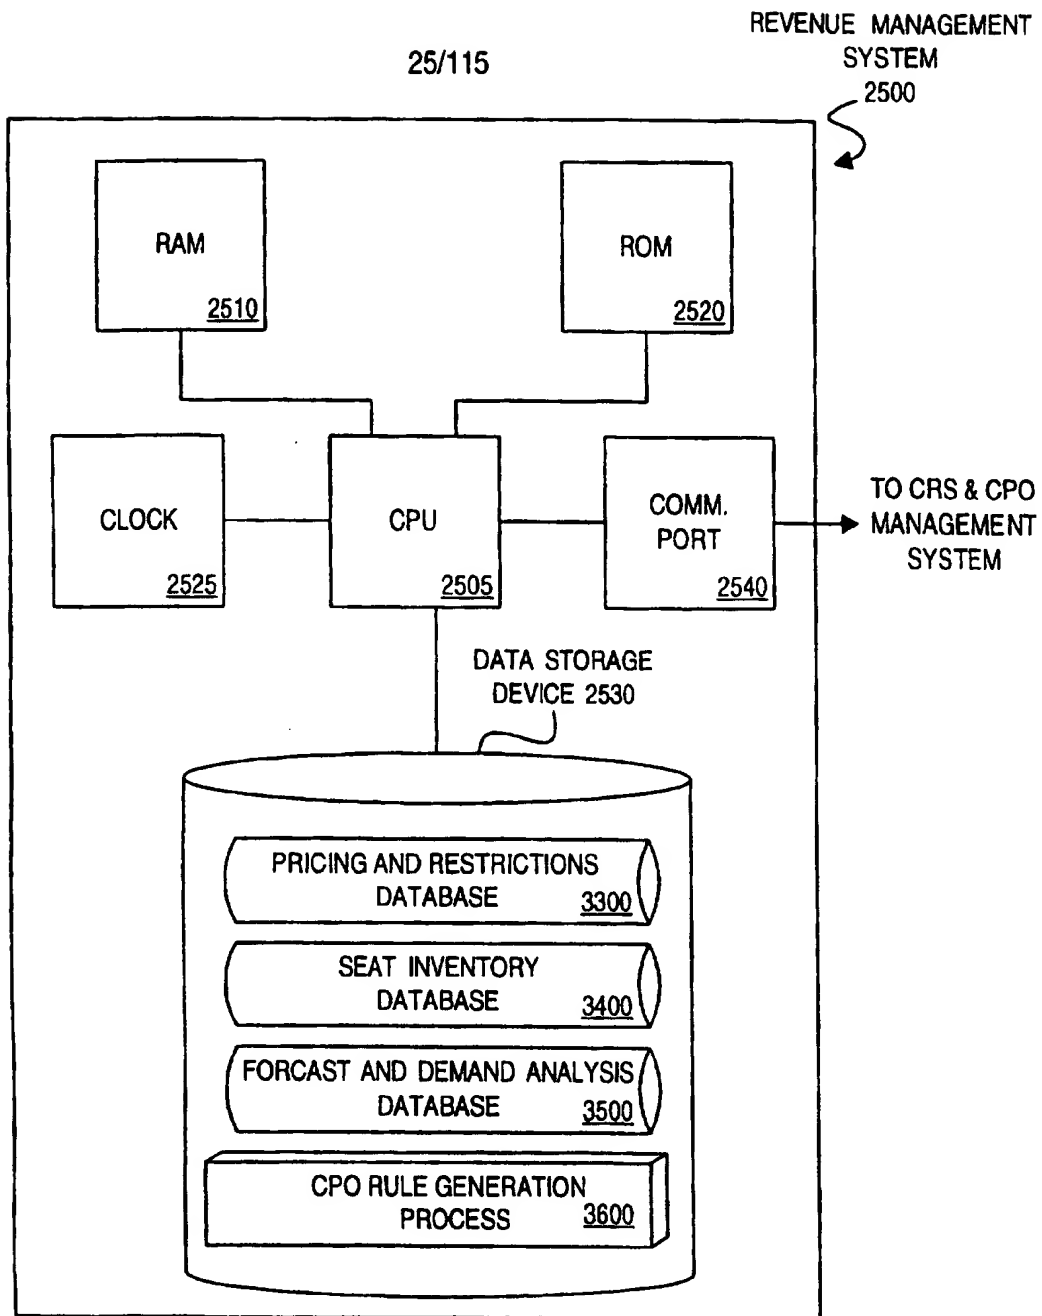 25/115
REVENUE MANAGEMENT
SYSTEM
2500
RAM
2510
ROM
2520
CLOCK
2525
CPU
2505
COMM.
PORT
2540
TO CRS & CPO
MANAGEMENT
SYSTEM
DATA STORAGE
DEVICE 2530
PRICING AND RESTRICTIONS
DATABASE 3300
SEAT INVENTORY
DATABASE 3400
FORCAST AND DEMAND ANALYSIS
DATABASE 3500
CPO RULE GENERATION
PROCESS 3600